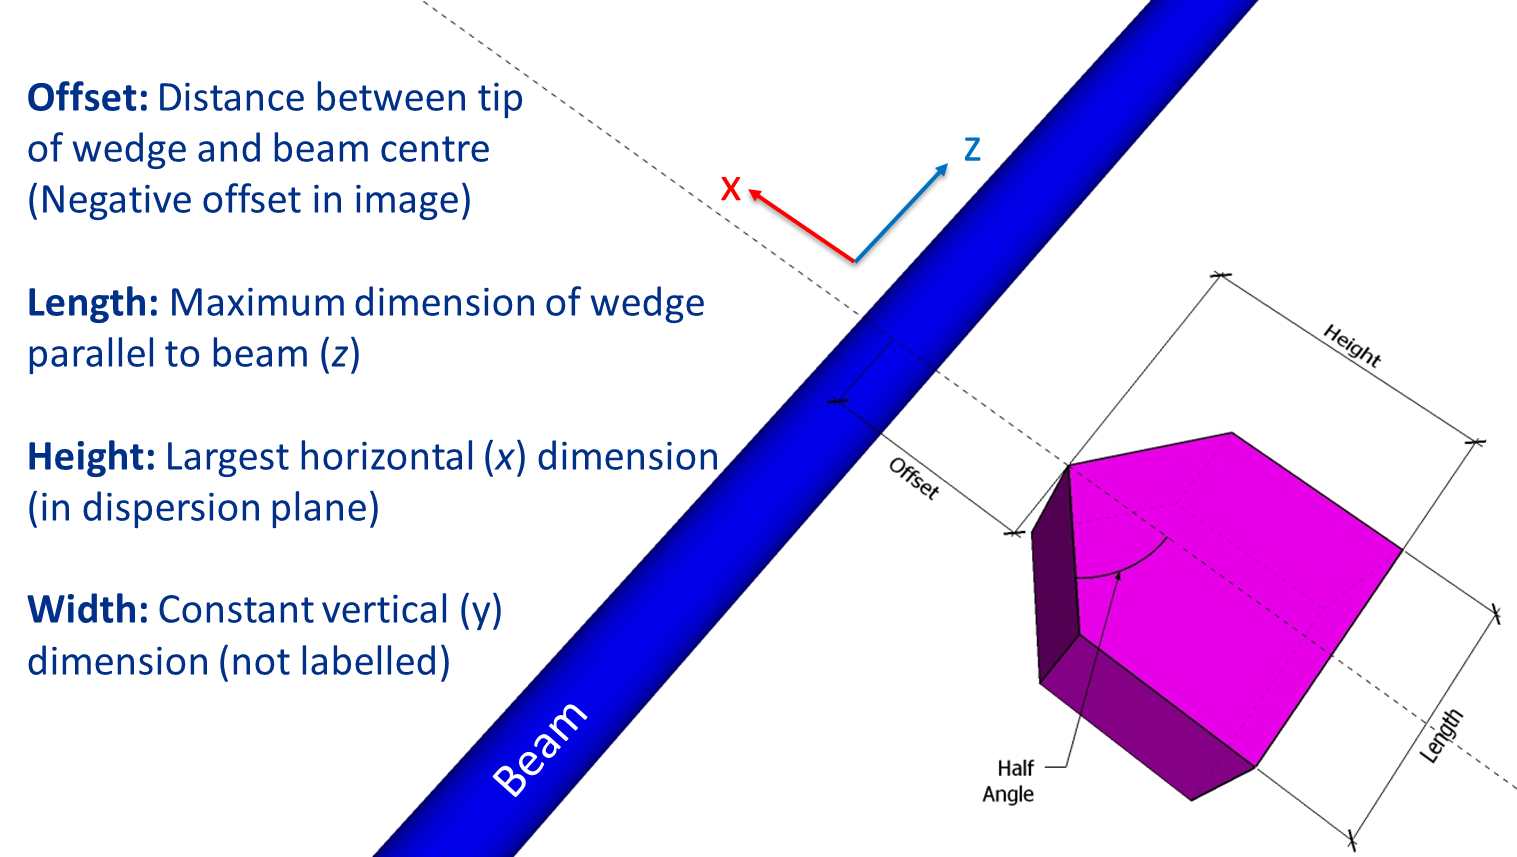 Offset: Distance between tip
of wedge and beam centre
(Negative offset in image)
Length: Maximum dimension of wedge
parallel to beam (z)
Height: Largest horizontal (x) dimension
(in dispersion plane)
Width: Constant vertical (y)
dimension (not labelled)
X
Z
Height
Offset
Length
Half
Angle
Beam